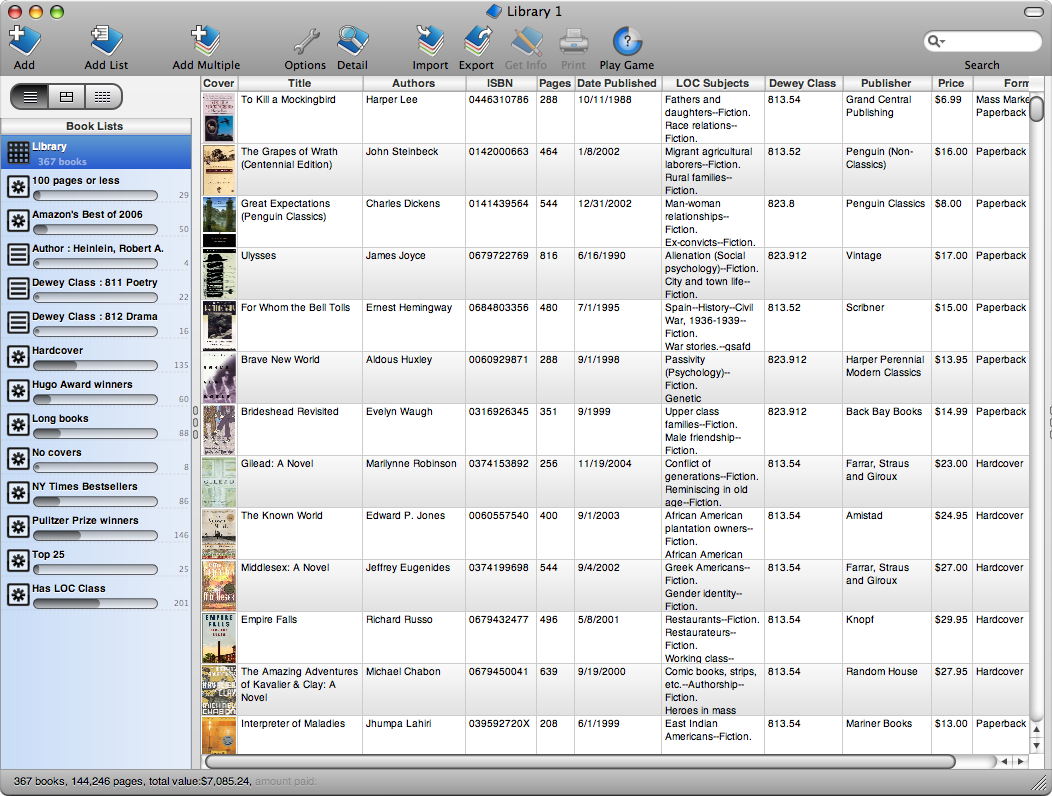 Library 1
Add
Add List
Add Multiple
Options
Detail
Import
Export
Get Info
Print
Play Game
Search
Book Lists
Library
367 books
100 pages or less
29
Amazon's Best of 2006
50
Author : Heinlein, Robert A.
4
Dewey Class : 811 Poetry
22
Dewey Class : 812 Drama
16
Hardcover
135
Hugo Award winners
60
Long books
88
No covers
8
NY Times Bestsellers
86
Pulitzer Prize winners
146
Top 25
25
Has LOC Class
201
Cover Title Authors ISBN Pages Date Published LOC Subjects Dewey Class Publisher Price Form
To Kill a Mockingbird Harper Lee 0446310786 288 10/11/1988 Fathers and 813.54 Grand Central $6.99 Mass Marke
daughters--Fiction. Publishing Paperback
Race relations--
Fiction.
The Grapes of Wrath John Steinbeck 0142000663 464 1/8/2002 Migrant agricultural 813.52 Penguin (Non- $16.00 Paperback
(Centennial Edition) laborers--Fiction. Classics)
Rural families--
Fiction.
Great Expectations Charles Dickens 0141439564 544 12/31/2002 Man-woman 823.8 Penguin Classics $8.00 Paperback
(Penguin Classics) relationships--
Fiction.
Ex-convicts--Fiction.
Ulysses James Joyce 0679722769 816 6/16/1990 Alienation (Social 823.912 Vintage $17.00 Paperback
psychology)--Fiction.
City and town life--
Fiction.
For Whom the Bell Tolls Ernest Hemingway 0684803356 480 7/1/1995 Spain--History--Civil 813.52 Scribner $15.00 Paperback
War, 1936-1939--
Fiction.
War stories.--gsafd
Brave New World Aldous Huxley 0060929871 288 9/1/1998 Passivity 823.912 Harper Perennial $13.95 Paperback
(Psychology)-- Modern Classics
Fiction.
Genetic
Brideshead Revisited Evelyn Waugh 0316926345 351 9/1999 Upper class 823.912 Back Bay Books $14.99 Paperback
families--Fiction.
Male friendship--
Fiction.
GILEAD
Gilead: A Novel Marilynne Robinson 0374153892 256 11/19/2004 Conflict of 813.54 Farrar, Straus $23.00 Hardcover
generations--Fiction. and Giroux
Reminiscing in old
age--Fiction.
The Known World Edward P. Jones 0060557540 400 9/1/2003 African American 813.54 Amistad $24.95 Hardcover
plantation owners--
Fiction.
African American
Middlesex: A Novel Jeffrey Eugenides 0374199698 544 9/4/2002 Greek Americans-- 813.54 Farrar, Straus $27.00 Hardcover
Fiction. and Giroux
Gender identity--
Fiction.
EMPIRE
FALLS
Empire Falls Richard Russo 0679432477 496 5/8/2001 Restaurants--Fiction. 813.54 Knopf $29.95 Hardcover
Restaurateurs--
Fiction.
Working class--
The Amazing Adventures Michael Chabon 0679450041 639 9/19/2000 Comic books, strips, 813.54 Random House $27.95 Hardcover
of Kavalier & Clay: A etc.--Authorship--
Novel Fiction.
Heroes in mass
Interpreter of Maladies Jhumpa Lahiri 039592720X 208 6/1/1999 East Indian 813.54 Mariner Books $13.00 Paperback
Americans--Fiction.
367 books, 144,246 pages, total value:$7,085.24, amount paid: